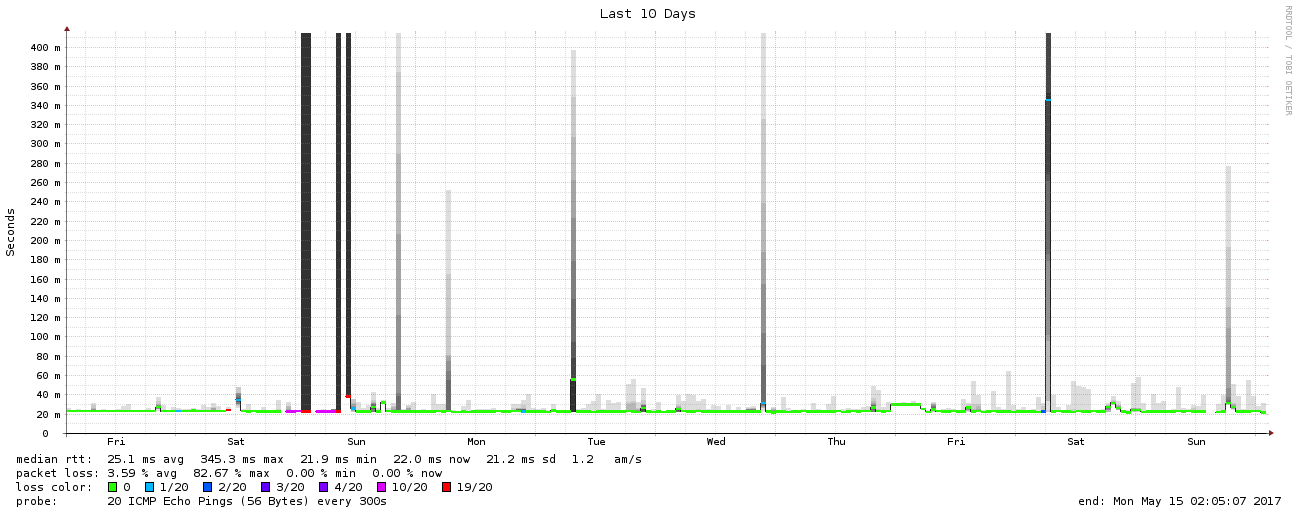 Last 10 Days
RRDTOOL / TOBI OETIKER
Seconds
400 m
380 m
360 m
340 m
320 m
300 m
280 m
260 m
240 m
220 m
200 m
180 m
160 m
140 m
120 m
100 m
80 m
60 m
40 m
20 m
0
Fri Sat Sun Mon Tue Wed Thu Fri Sat Sun
median rtt: 25.1 ms avg 345.3 ms max 21.9 ms min 22.0 ms now 21.2 ms sd 1.2 am/s
packet loss: 3.59 % avg 82.67 % max 0.00 % min 0.00 % now
loss color: 0 1/20 2/20 3/20 4/20 10/20 19/20
probe: 20 ICMP Echo Pings (56 Bytes) every 300s end: Mon May 15 02:05:07 2017